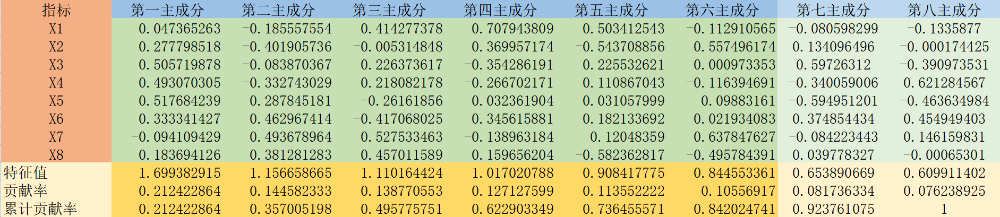 指标 第一主成分 第二主成分 第三主成分 第四主成分 第五主成分 第六主成分 第七主成分 第八主成分
X1 0.047365263 -0.185557554 0.414277378 0.707943809 0.503412543 -0.112910565 -0.080598299 -0.1335877
X2 0.277798518 -0.401905736 -0.005314848 0.369957174 -0.543708856 0.557496174 0.134096496 -0.000174425
X3 0.505719878 -0.083870367 0.226373617 -0.354286191 0.225532621 0.000973353 0.59726312 -0.390973531
X4 0.493070305 -0.332743029 0.218082178 -0.266702171 0.110867043 -0.116394691 -0.340059006 0.621284567
X5 0.517684239 0.287845181 -0.26161856 0.032361904 0.031057999 0.09883161 -0.594951201 -0.463634984
X6 0.333341427 0.462967414 -0.417068025 0.345615881 0.182133692 0.021934083 0.374854434 0.454949403
X7 -0.094109429 0.493678964 0.527533463 -0.138963184 0.12048359 0.637847627 -0.084223443 0.146159831
X8 0.183694126 0.381281283 0.457011589 0.159656204 -0.582362817 -0.495784391 0.039778327 -0.00065301
特征值 1.699382915 1.156658665 1.110164424 1.017020788 0.908417775 0.844553361 0.653890669 0.609911402
贡献率 0.212422864 0.144582333 0.138770553 0.127127599 0.113552222 0.10556917 0.081736334 0.076238925
累计贡献率 0.212422864 0.357005198 0.495775751 0.622903349 0.736455571 0.842024741 0.923761075 1